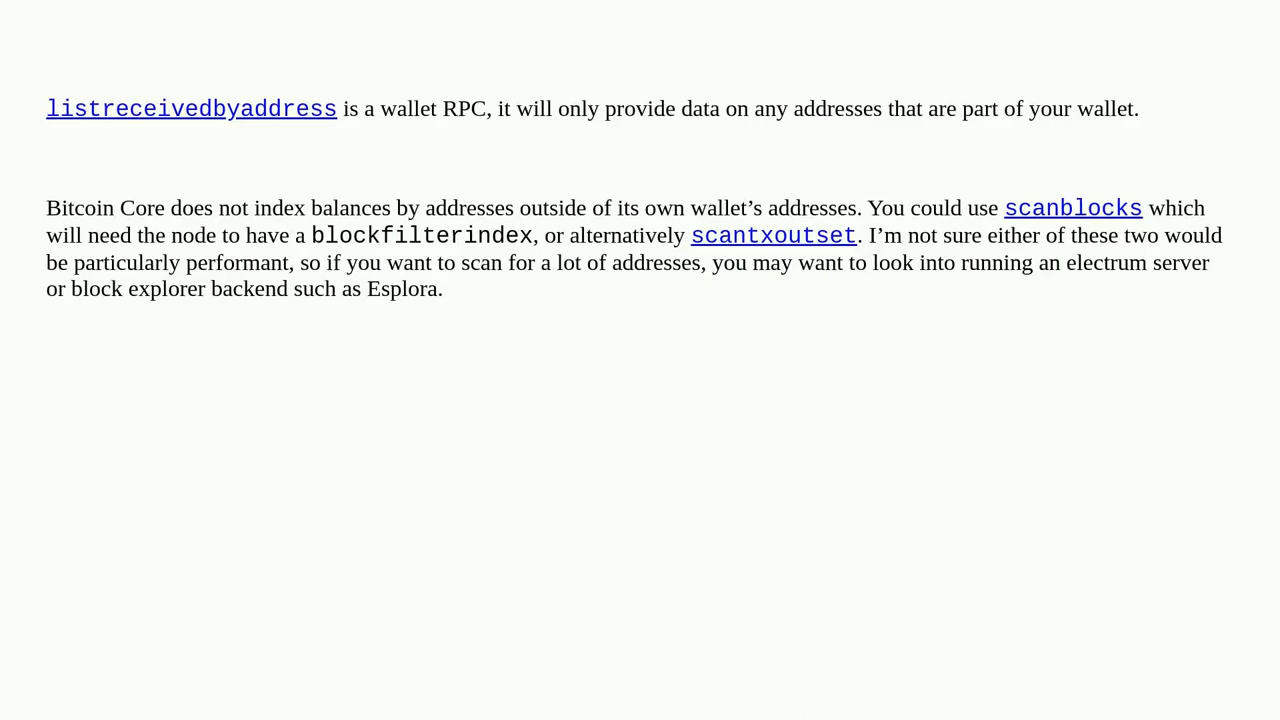 listreceivedbyaddress is a wallet RPC, it will only provide data on any addresses that are part of your wallet.
Bitcoin Core does not index balances by addresses outside of its own wallet’s addresses. You could use scanblocks which
will need the node to have a blockfilterindex, or alternatively scantxoutset. I’m not sure either of these two would
be particularly performant, so if you want to scan for a lot of addresses, you may want to look into running an electrum server
or block explorer backend such as Esplora.